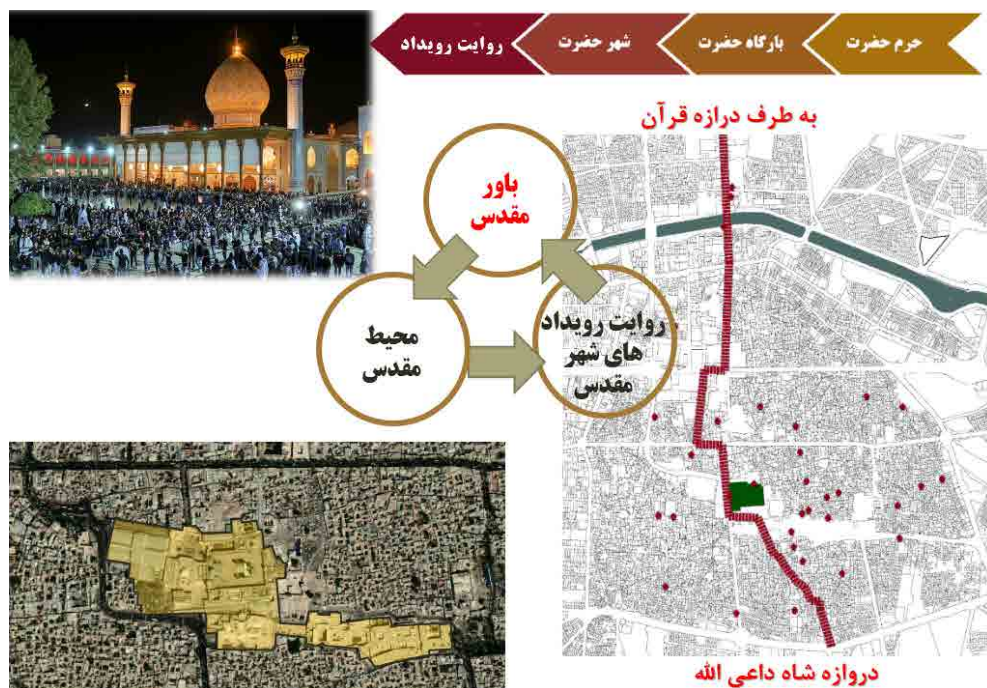 حرم حضرت
بارگاه حضرت
شهر حضرت
روایت رویداد
به طرف درازه قرآن
باور
مقدس
روایت رویداد
های شهر
مقدس
محیط
مقدس
دروازه شاه داعی الله